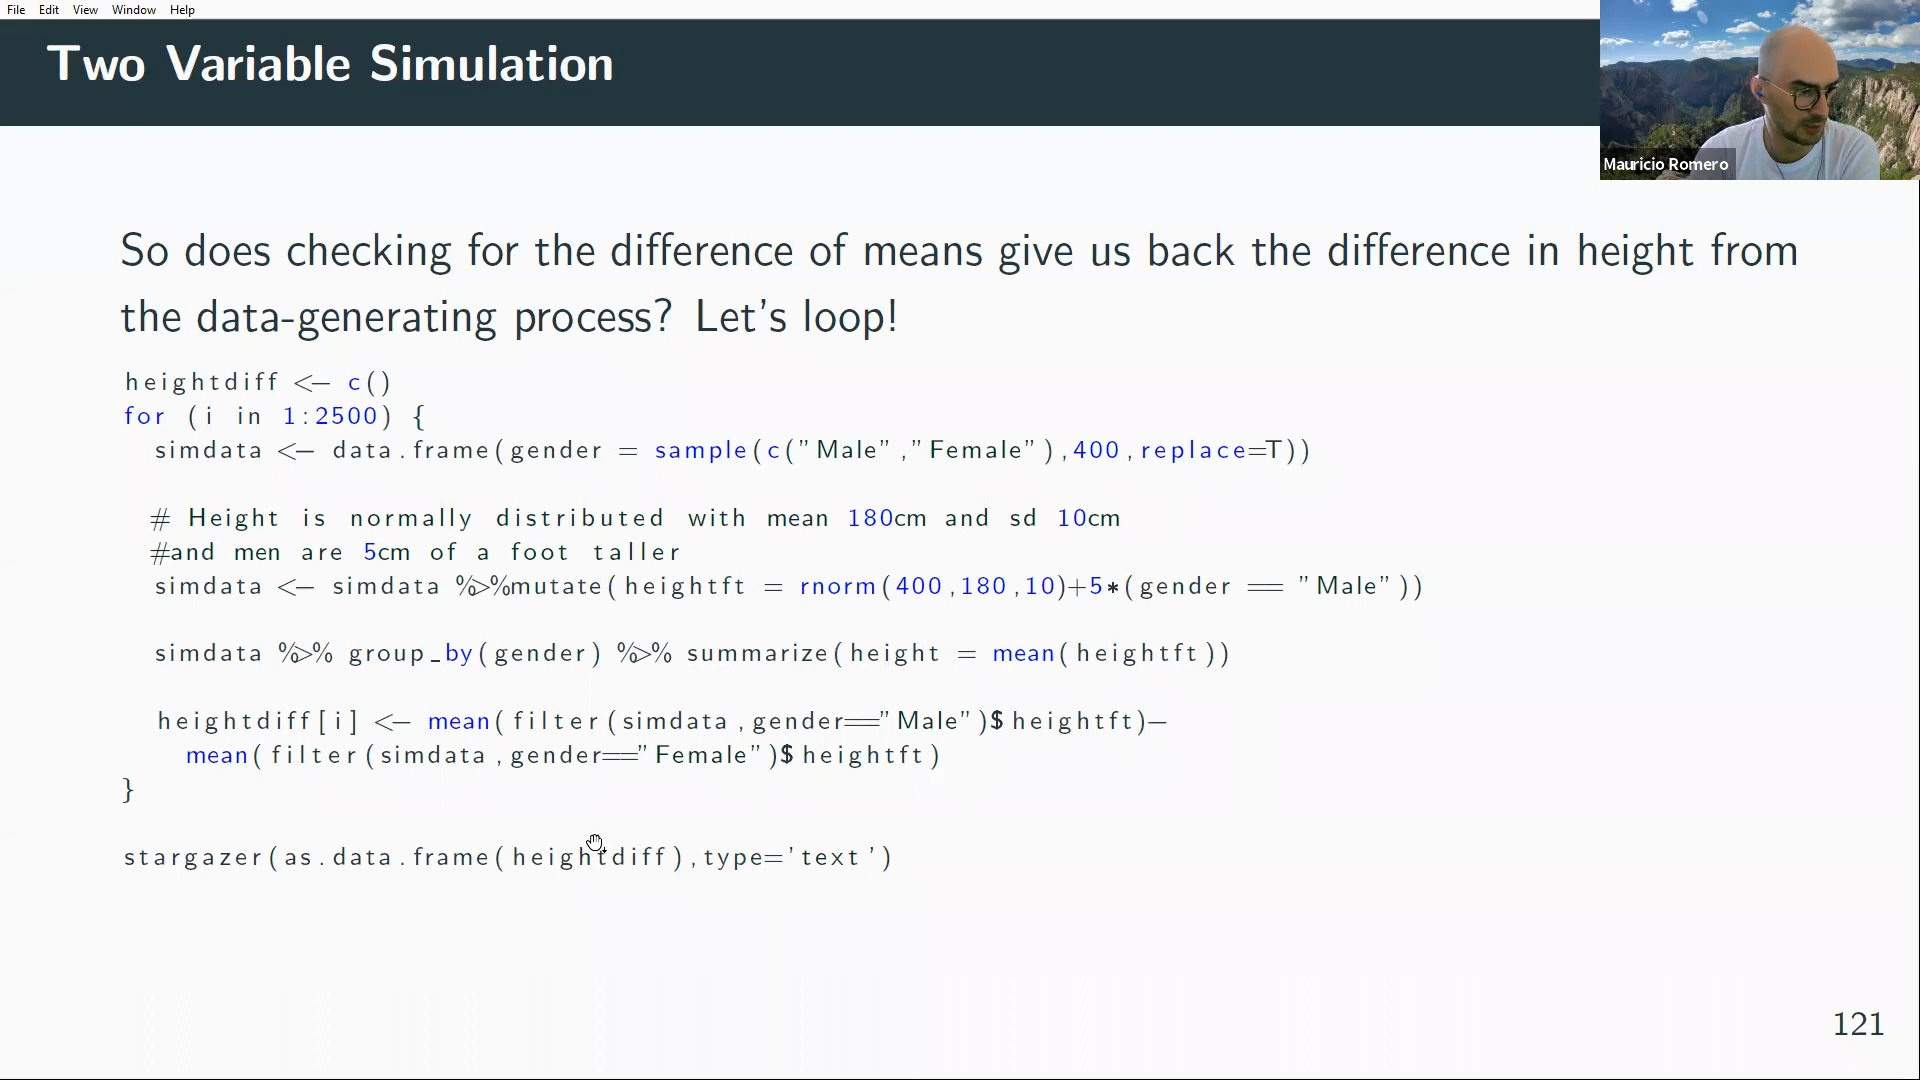 File Edit View Window Help
Two Variable Simulation
Mauricio Romero
So does checking for the difference of means give us back the difference in height from
the data-generating process? Let's loop!
heightdiff <- c()
for (i in 1:2500) {
simdata <- data.frame(gender = sample(c("Male","Female"),400,replace=T))
# Height is normally distributed with mean 180cm and sd 10cm
#and men are 5cm of a foot taller
simdata <- simdata %>%mutate(heightft = rnorm(400,180,10)+5*(gender == "Male"))
simdata %>% group_by(gender) %>% summarize(height = mean(heightft))
heightdiff[i] <- mean(filter(simdata,gender=="Male")$heightft)-
mean(filter(simdata,gender=="Female")$heightft)
}
stargazer(as.data.frame(heightdiff),type='text')
121